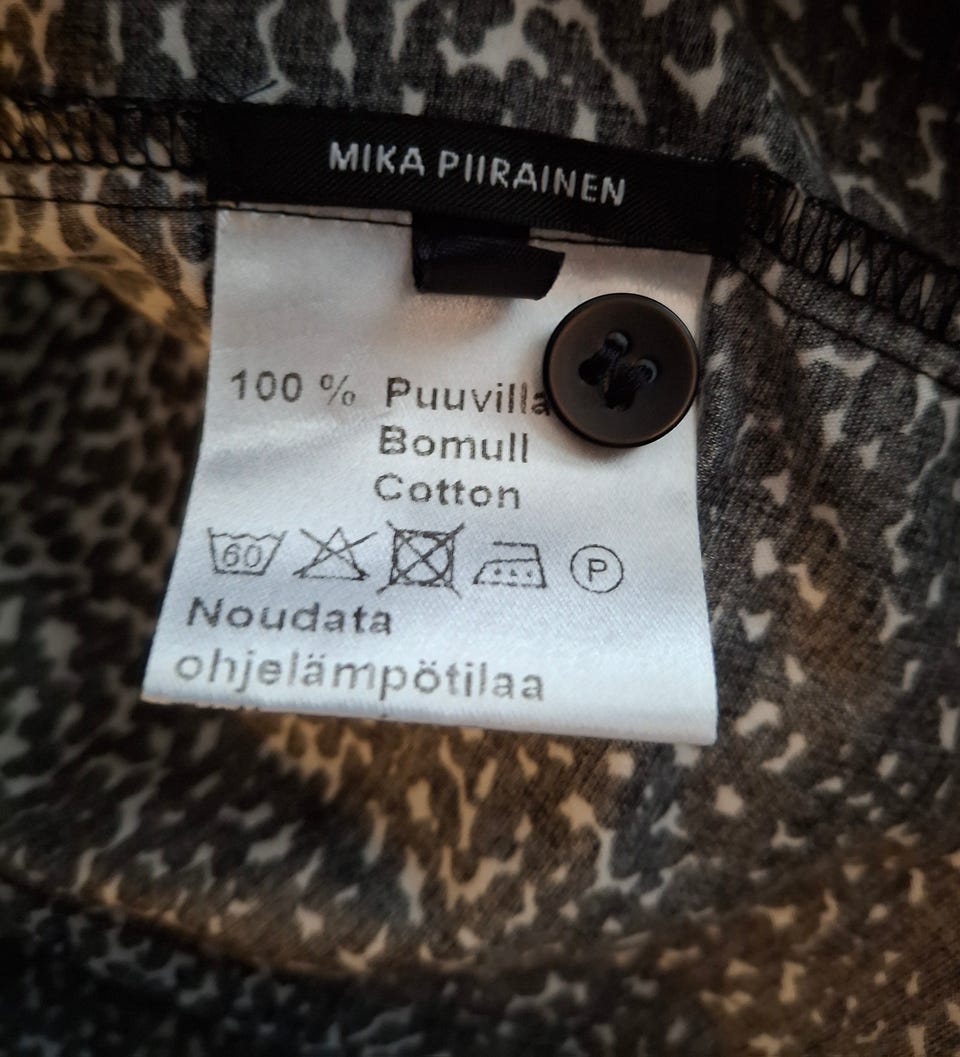 MIKA PIIRAINEN
100 % Puuvilla
Bomull
Cotton
60 P
Noudata
ohjelämpötilaa